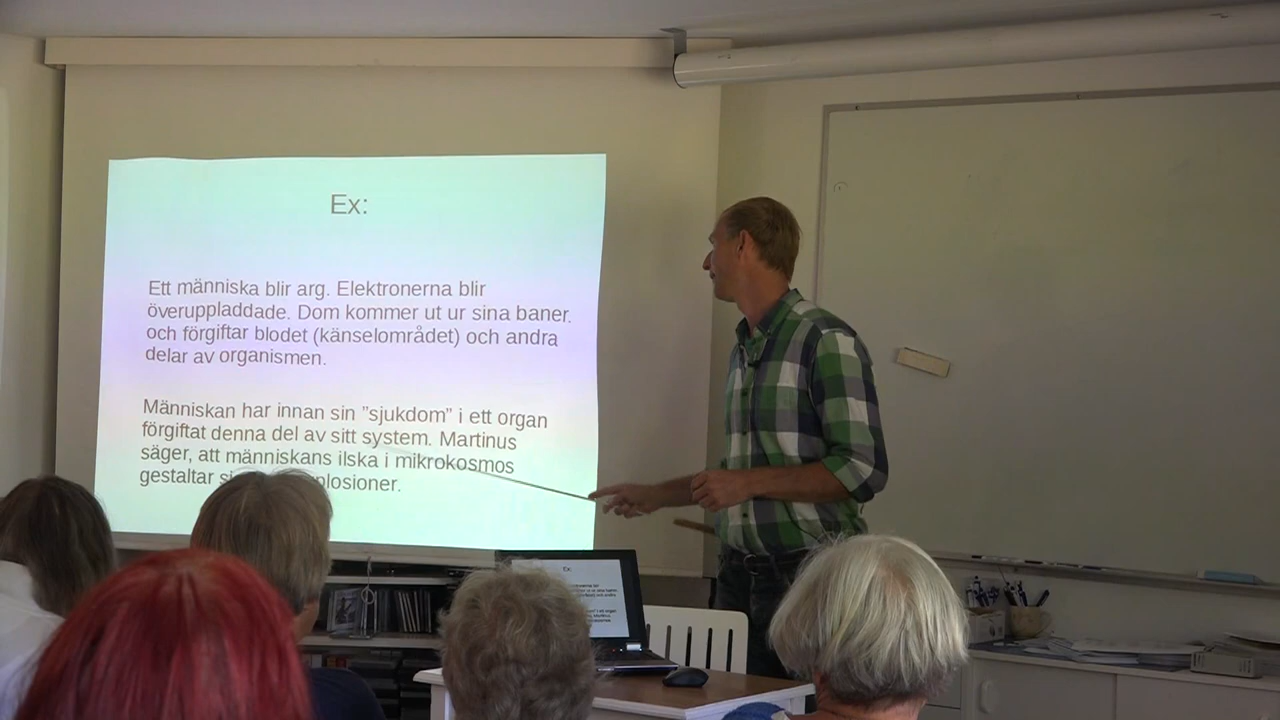 Ex:
Ett människa blir arg. Elektronerna blir
överuppladdade. Dom kommer ut ur sina baner.
och förgiftar blodet (känselområdet) och andra
delar av organismen.
Människan har innan sin ”sjukdom” i ett organ
förgiftat denna del av sitt system. Martinus
säger, att människans ilska i mikrokosmos
gestaltar
Ex: